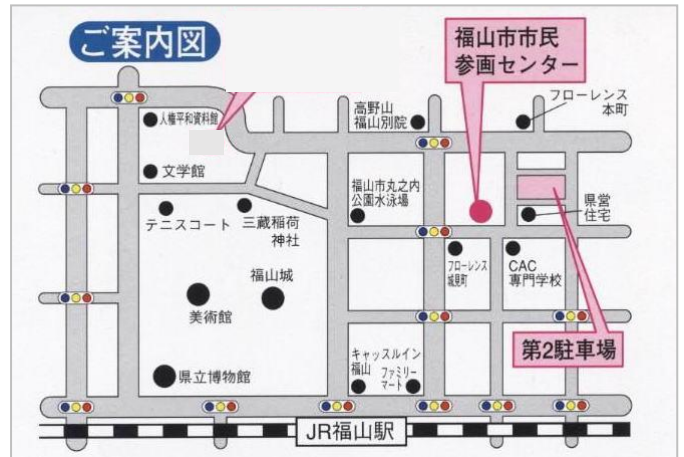 ご案内図
福山市市民
参画センター
フローレンス
本町
高野山
福山別院
人権平和資料館
文学館
福山市丸之内
公園水泳場
県営
住宅
テニスコート
三蔵稲荷
神社
フローレンス
城見町
CAC
専門学校
福山城
美術館
第2駐車場
キャッスルイン
福山
ファミリー
マート
県立博物館
JR福山駅